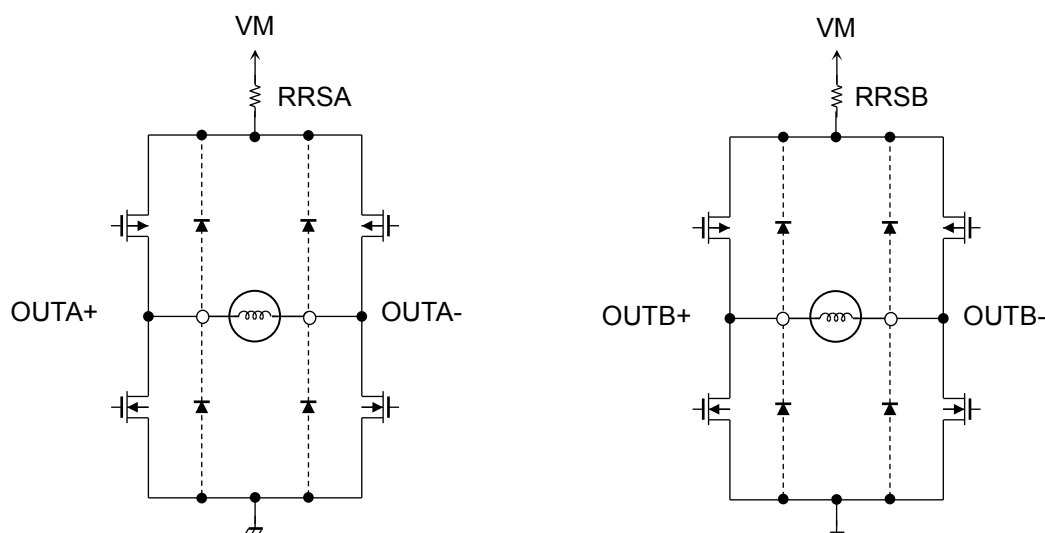 VM
RRSA
OUTA+
OUTA-
VM
RRSB
OUTB+
OUTB-